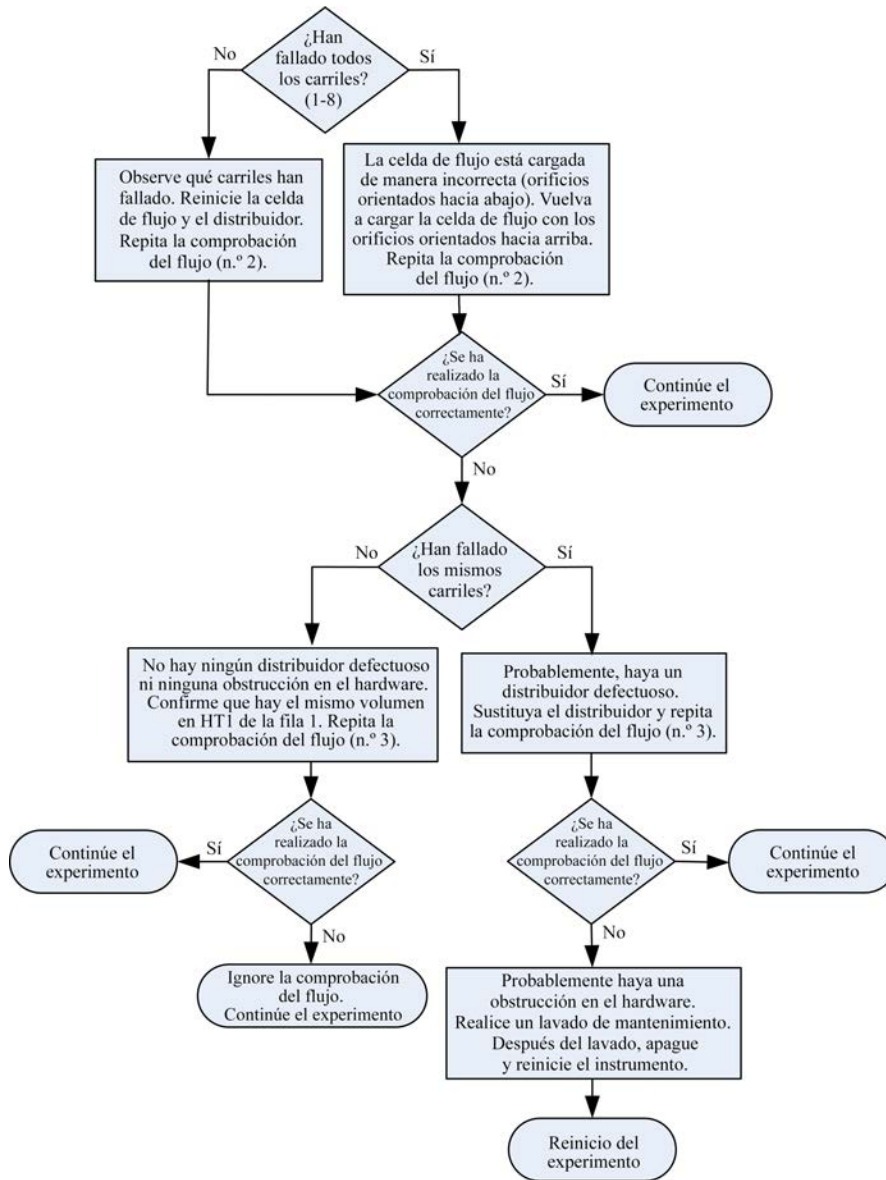 ¿Han
fallado todos
los carriles?
(1-8)
No
Sí
Observe qué carriles han
fallado. Reinicie la celda
de flujo y el distribuidor.
Repita la comprobación
del flujo (n.º 2).
La celda de flujo está cargada
de manera incorrecta (orificios
orientados hacia abajo). Vuelva
a cargar la celda de flujo con los
orificios orientados hacia arriba.
Repita la comprobación
del flujo (n.º 2).
¿Se ha
realizado la
comprobación del flujo
correctamente?
Sí
Continúe el
experimento
No
¿Han fallado
los mismos
carriles?
No
Sí
No hay ningún distribuidor defectuoso
ni ninguna obstrucción en el hardware.
Confirme que hay el mismo volumen
en HT1 de la fila 1. Repita la
comprobación del flujo (n.º 3).
Probablemente, haya un
distribuidor defectuoso.
Sustituya el distribuidor y repita
la comprobación del flujo (n.º 3).
¿Se ha
realizado la
comprobación del flujo
correctamente?
Sí
Continúe el
experimento
No
Ignore la comprobación
del flujo.
Continúe el experimento
¿Se ha
realizado la
comprobación del flujo
correctamente?
Sí
Continúe el
experimento
No
Probablemente haya una
obstrucción en el hardware.
Realice un lavado de mantenimiento.
Después del lavado, apague
y reinicie el instrumento.
Reinicio del
experimento